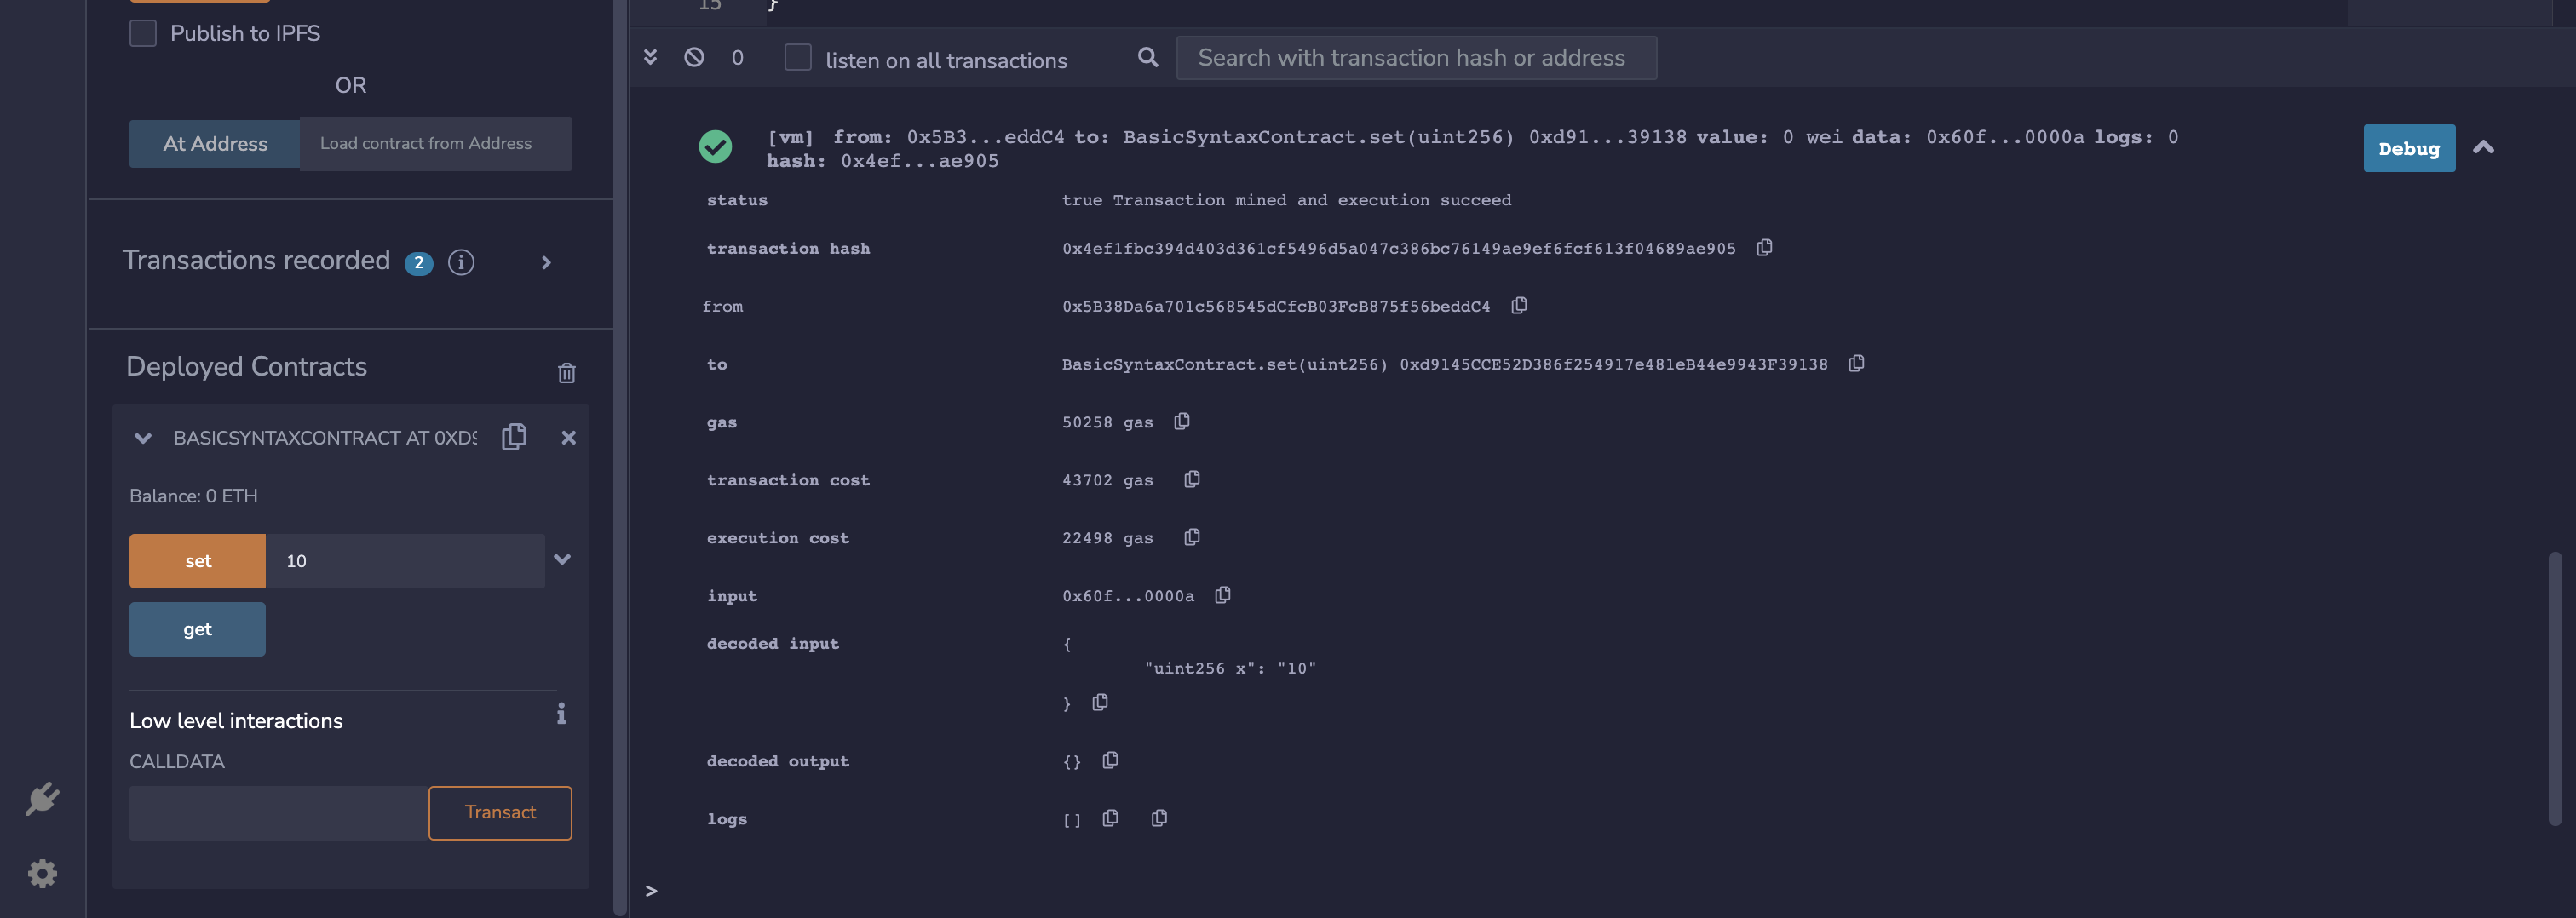 Publish to IPFS
OR
At Address Load contract from Address
Transactions recorded 2 i
Deployed Contracts
BASICSYNTAXCONTRACT AT 0XD9
Balance: 0 ETH
set 10
get
Low level interactions i
CALLDATA
Transact
15 }
0 listen on all transactions Search with transaction hash or address
[vm] from: 0x5B3...eddC4 to: BasicSyntaxContract.set(uint256) 0xd91...39138 value: 0 wei data: 0x60f...0000a logs: 0
hash: 0x4ef...ae905
Debug
status true Transaction mined and execution succeed
transaction hash 0x4ef1fbc394d403d361cf5496d5a047c386bc76149ae9ef6fcf613f04689ae905
from 0x5B38Da6a701c568545dCfcB03FcB875f56beddC4
to BasicSyntaxContract.set(uint256) 0xd9145CCE52D386f254917e481eB44e9943F39138
gas 50258 gas
transaction cost 43702 gas
execution cost 22498 gas
input 0x60f...0000a
decoded input {
"uint256 x": "10"
}
decoded output {}
logs []
>